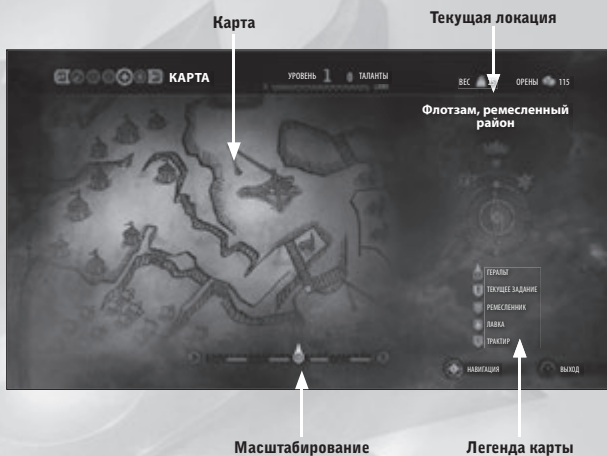 Карта
Текущая локация
КАРТА
УРОВЕНЬ 1 ТАЛАНТЫ
ВЕС
ОРЕНЫ 115
Флотзам, ремесленный
район
ГЕРАЛЬТ
ТЕКУЩЕЕ ЗАДАНИЕ
РЕМЕСЛЕННИК
ЛАВКА
ТРАКТИР
НАВИГАЦИЯ
ВЫХОД
Масштабирование
Легенда карты